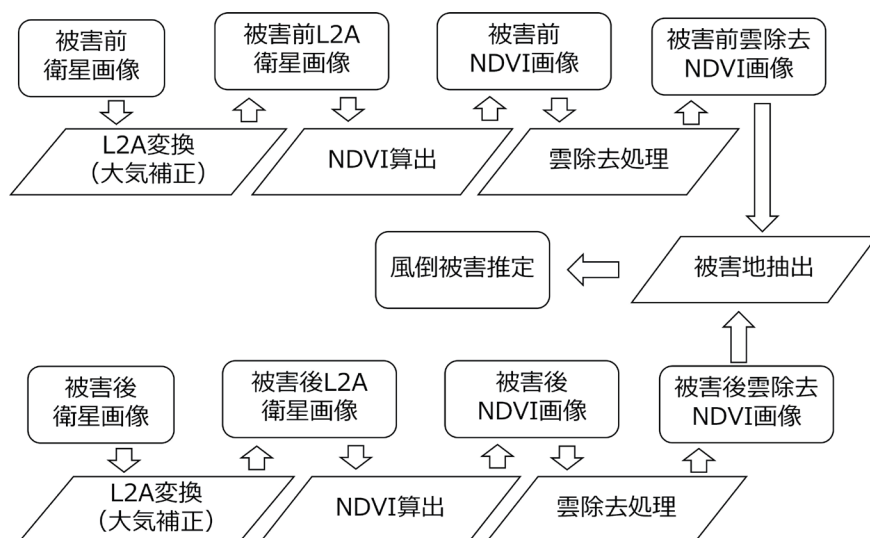 被害前
衛星画像
被害前L2A
衛星画像
被害前
NDVI画像
被害前雲除去
NDVI画像
L2A変換
（大気補正）
NDVI算出
雲除去処理
風倒被害推定
被害地抽出
被害後
衛星画像
被害後L2A
衛星画像
被害後
NDVI画像
被害後雲除去
NDVI画像
L2A変換
（大気補正）
NDVI算出
雲除去処理